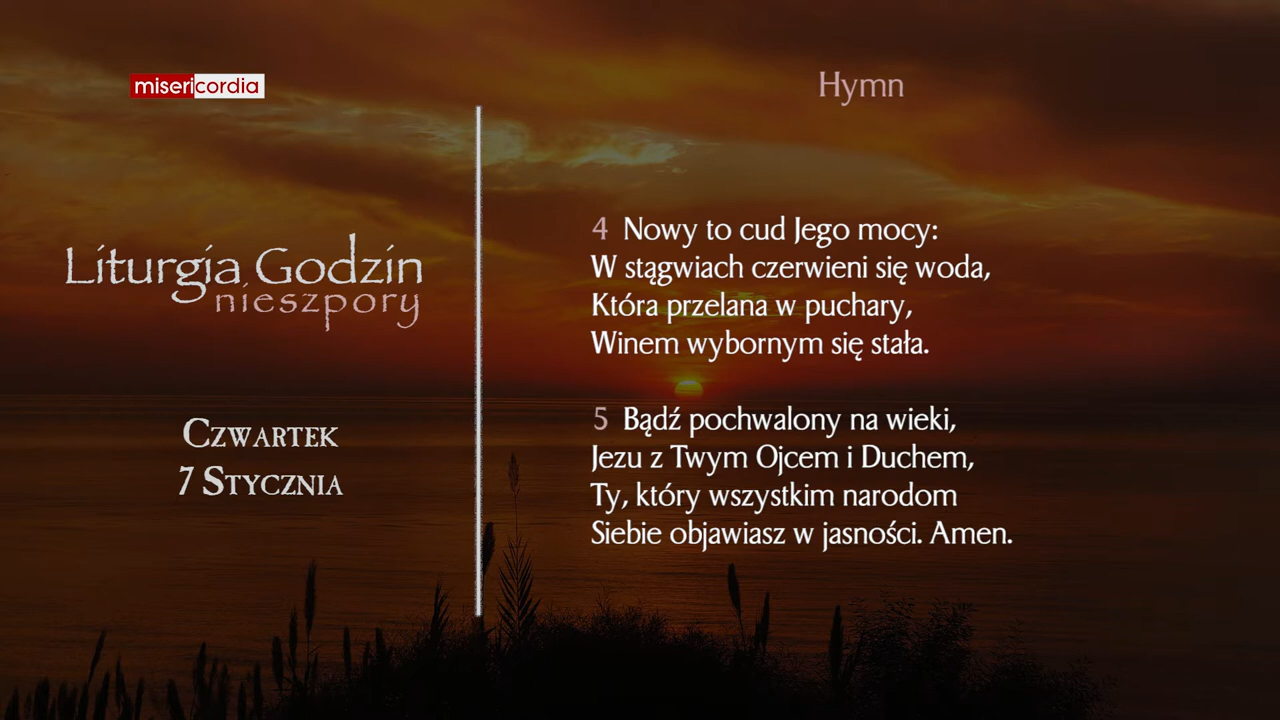 misericordia
Liturgia Godzin
nieszpory
Czwartek
7 Stycznia
Hymn
4 Nowy to cud Jego mocy:
W stągwiach czerwieni się woda,
Która przelana w puchary,
Winem wybornym się stała.
5 Bądź pochwalony na wieki,
Jezu z Twym Ojcem i Duchem,
Ty, który wszystkim narodom
Siebie objawiasz w jasności. Amen.